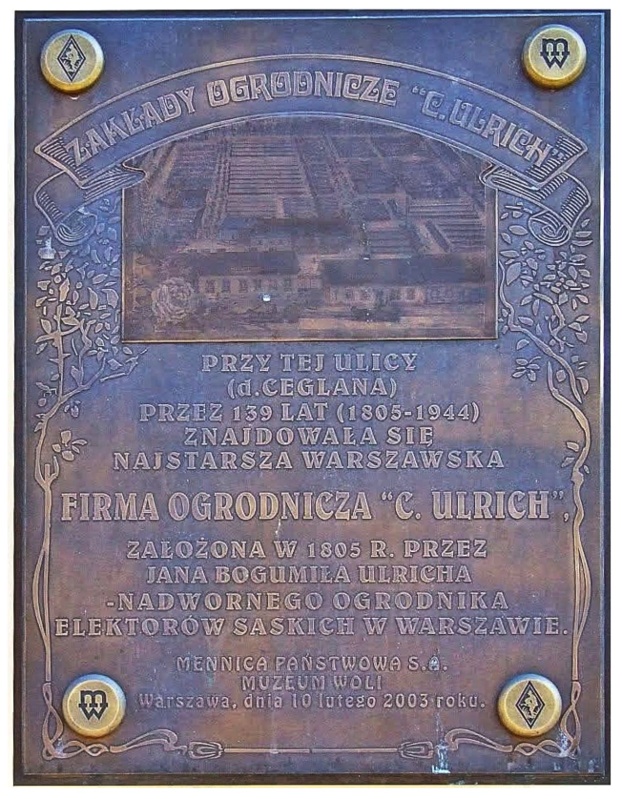 ZAKŁADY OGRODNICZE "C. ULRICH"
PRZY TEJ ULICY
(d.CEGLANA)
PRZEZ 139 LAT (1805-1944)
ZNAJDOWAŁA SIĘ
NAJSTARSZA WARSZAWSKA
FIRMA OGRODNICZA "C. ULRICH",
ZAŁOŻONA W 1805 R. PRZEZ
JANA BOGUMIŁA ULRICHA
-NADWORNEGO OGRODNIKA
ELEKTORÓW SASKICH W WARSZAWIE.
MENNICA PAŃSTWOWA S.A.
MUZEUM WOLI
Warszawa, dnia 10 lutego 2003 roku.